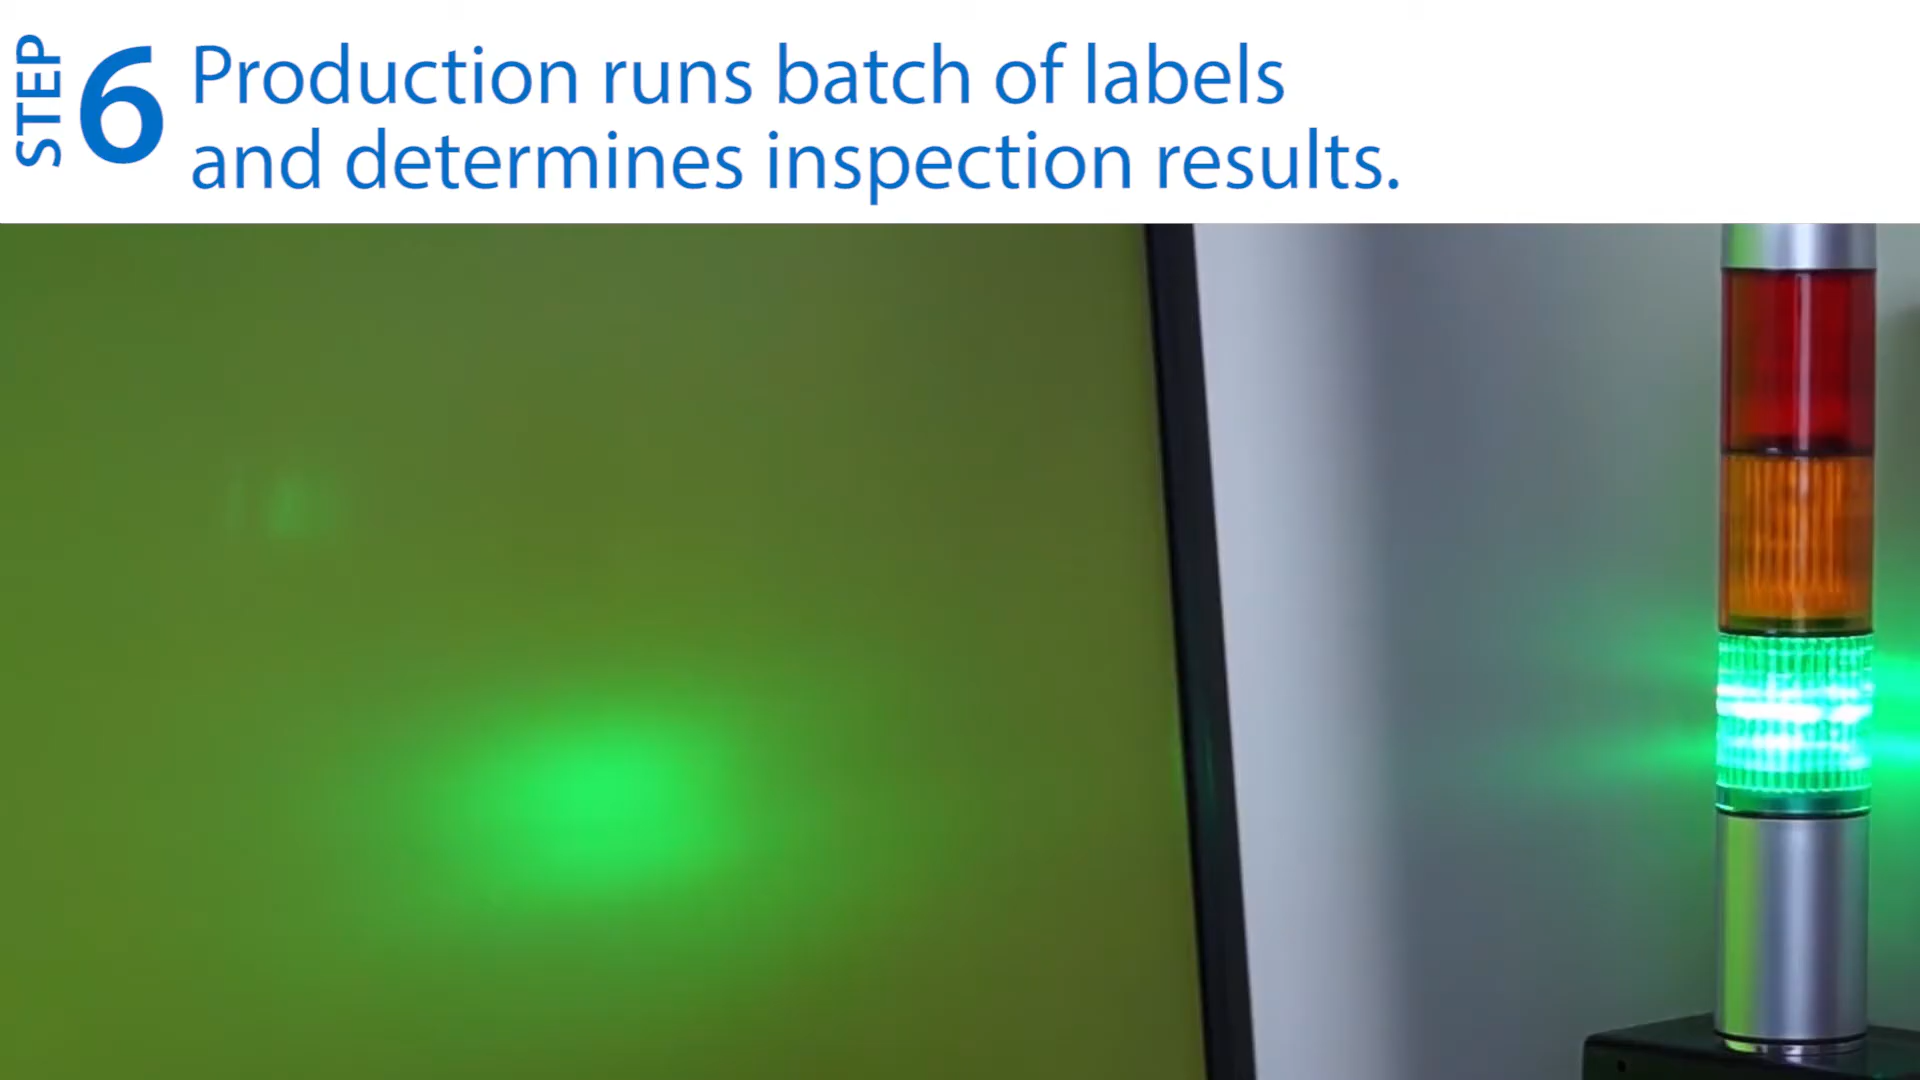 STEP 6
Production runs batch of labels
and determines inspection results.